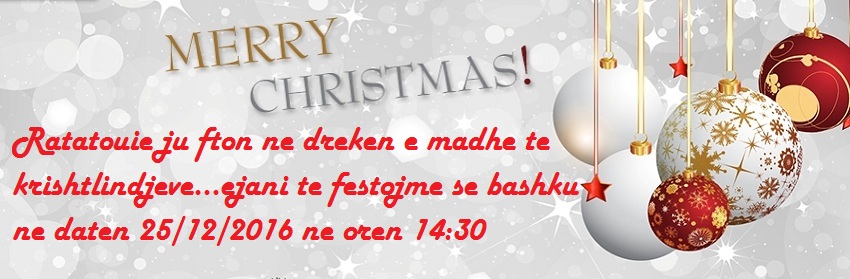 MERRY
CHRISTMAS!
Ratatouie ju fton ne dreken e madhe te
krishtlindjeve...ejani te festojme se bashku
ne daten 25/12/2016 ne oren 14:30